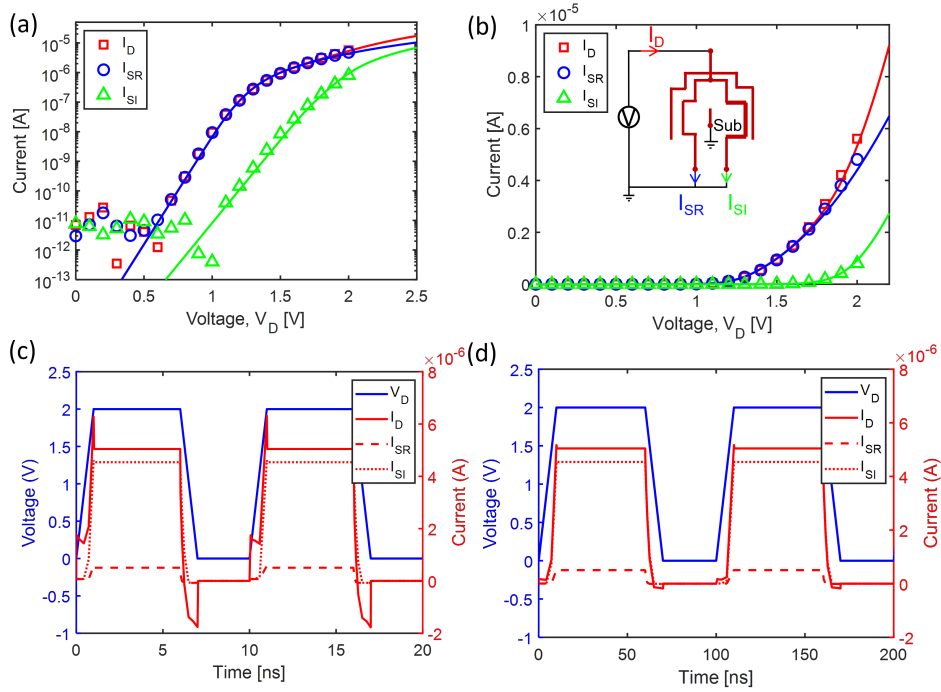 (a)
I_D
I_SR
I_SI
Current [A]
10^-5
10^-6
10^-7
10^-8
10^-9
10^-10
10^-11
10^-12
10^-13
0 0.5 1 1.5 2 2.5
Voltage, V_D [V]
(b)
×10^-5
I_D
I_SR
I_SI
I_D
V
Sub
I_SR I_SI
Current [A]
1
0.8
0.6
0.4
0.2
0
0 0.5 1 1.5 2
Voltage, V_D [V]
(c)
×10^-6
V_D
I_D
I_SR
I_SI
Voltage (V)
2.5
2
1.5
1
0.5
0
-0.5
-1
8
6
4
2
0
-2
Current (A)
0 5 10 15 20
Time [ns]
(d)
×10^-6
V_D
I_D
I_SR
I_SI
Voltage (V)
2.5
2
1.5
1
0.5
0
-0.5
-1
8
6
4
2
0
-2
Current (A)
0 50 100 150 200
Time [ns]